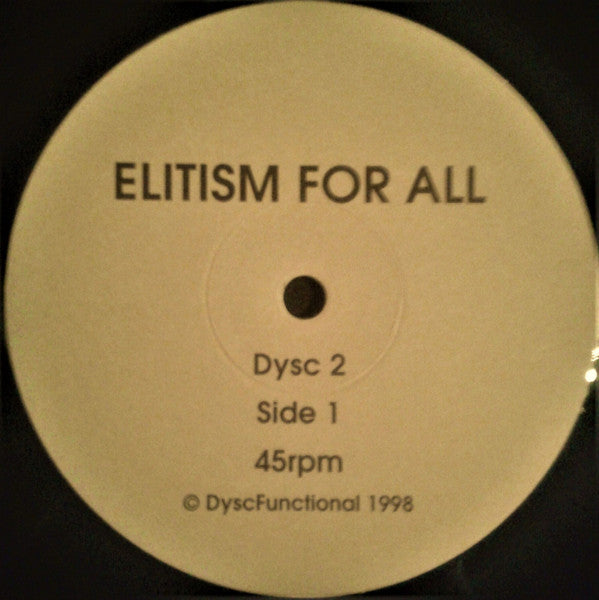 ELITISM FOR ALL
Dysc 2
Side 1
45rpm
© DyscFunctional 1998